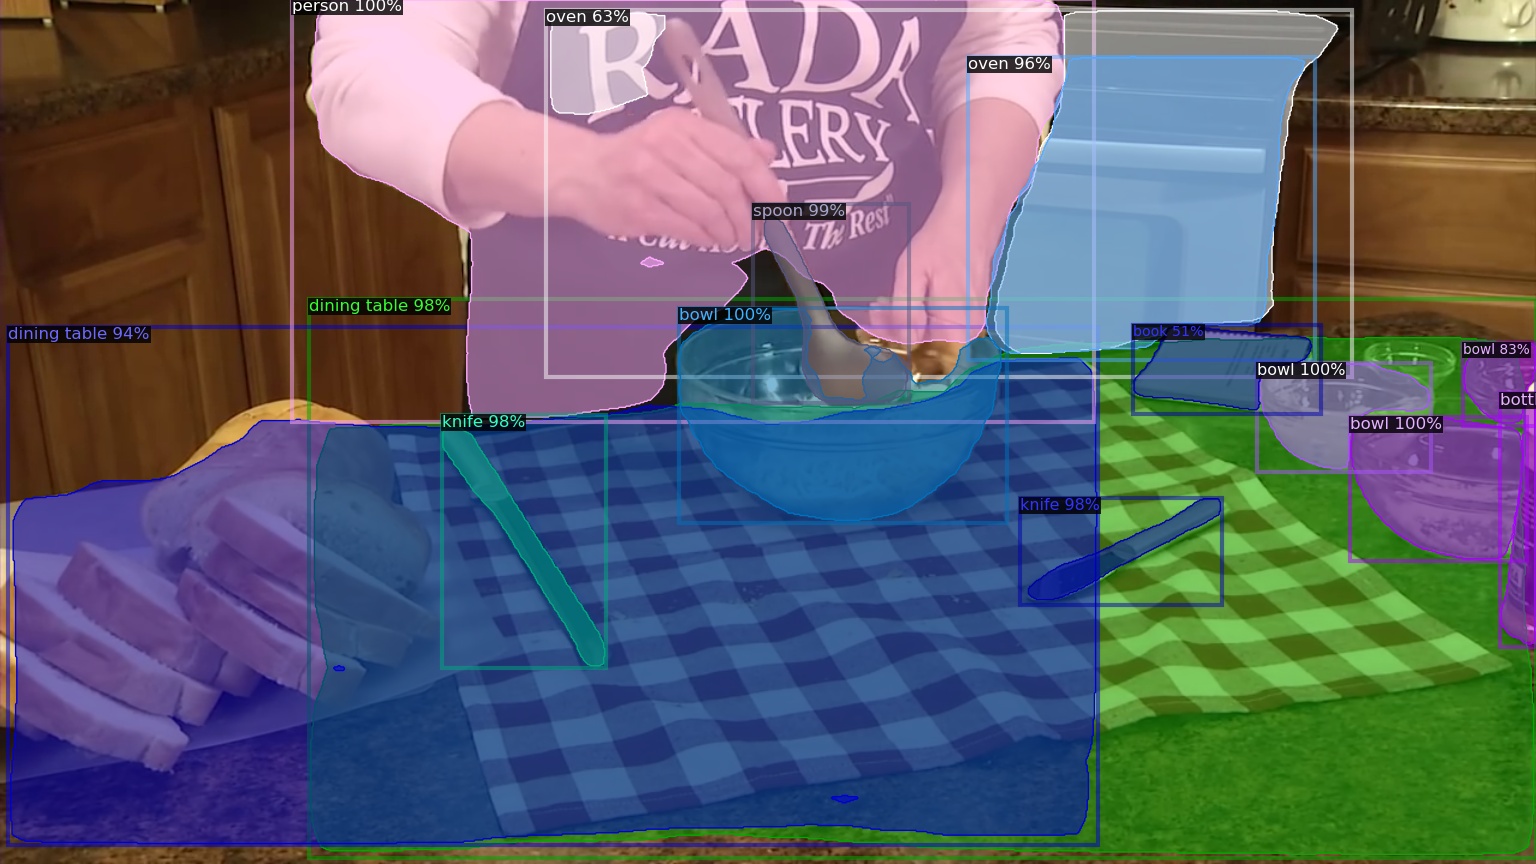 person 100%
oven 63%
RADA
oven 96%
TLERY
spoon 99%
The Rest"
dining table 98%
bowl 100%
dining table 94%
book 51%
bowl 83%
bowl 100%
bott
knife 98%
bowl 100%
knife 98%